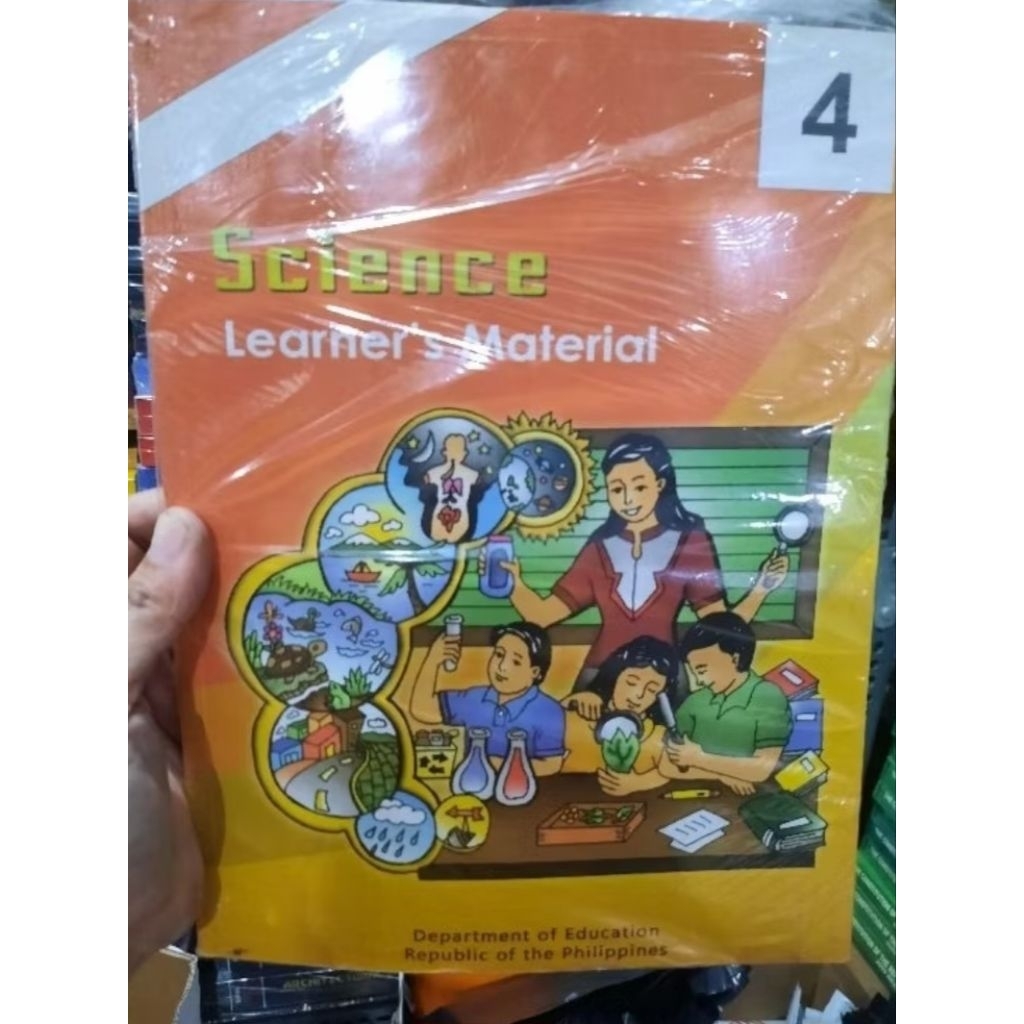 4
Science
Learner's Material
Department of Education
Republic of the Philippines